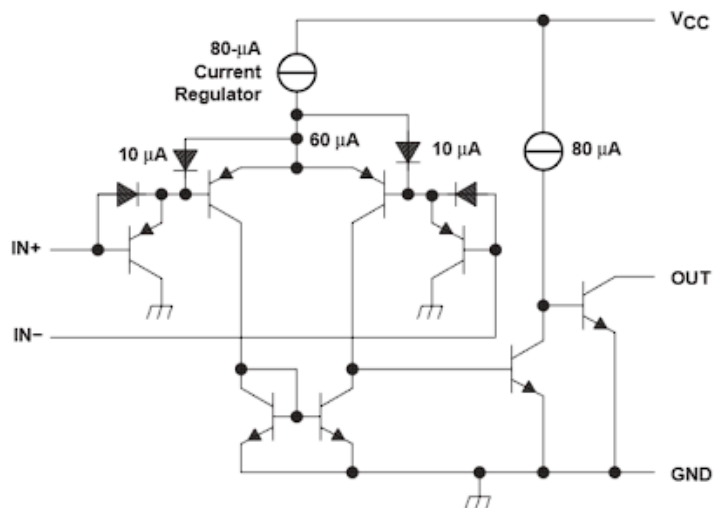 VCC
80-μA
Current
Regulator
10 μA
60 μA
10 μA
80 μA
IN+
OUT
IN−
GND